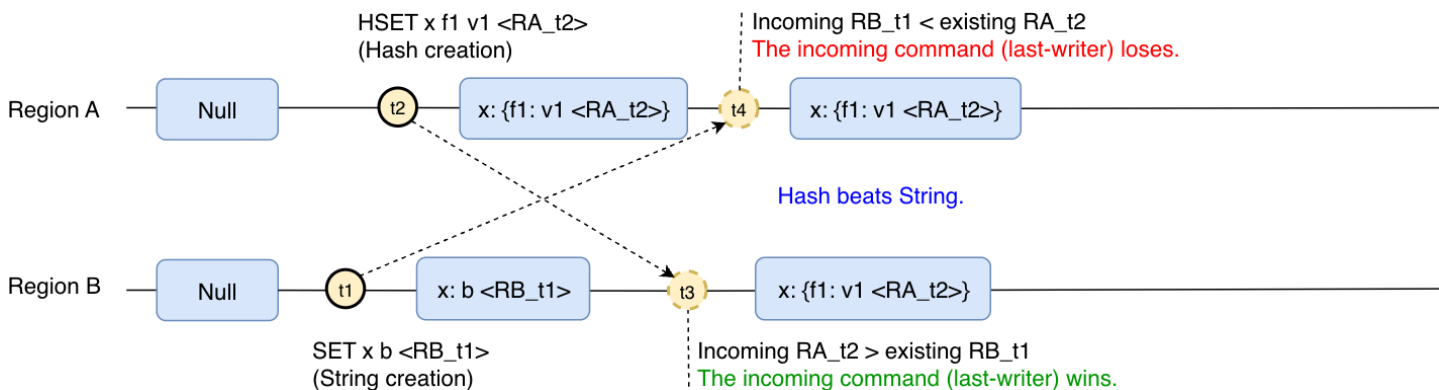 HSET x f1 v1 <RA_t2>
(Hash creation)
Incoming RB_t1 < existing RA_t2
The incoming command (last-writer) loses.
Region A
Null
t2
x: {f1: v1 <RA_t2>}
t4
x: {f1: v1 <RA_t2>}
Hash beats String.
Region B
Null
t1
x: b <RB_t1>
t3
x: {f1: v1 <RA_t2>}
SET x b <RB_t1>
(String creation)
Incoming RA_t2 > existing RB_t1
The incoming command (last-writer) wins.